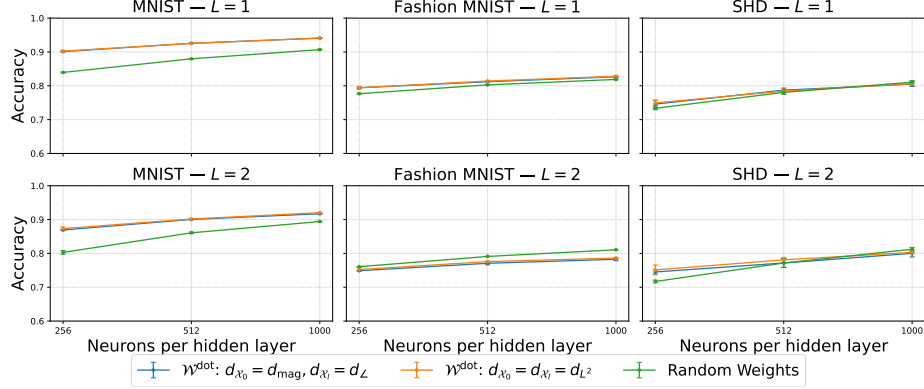 MNIST — L = 1
Fashion MNIST — L = 1
SHD — L = 1
Accuracy
1.0
0.9
0.8
0.7
0.6
MNIST — L = 2
Fashion MNIST — L = 2
SHD — L = 2
Accuracy
1.0
0.9
0.8
0.7
0.6
256 512 1000
256 512 1000
256 512 1000
Neurons per hidden layer
Neurons per hidden layer
Neurons per hidden layer
𝒲^dot: d_𝒳₀ = d_mag, d_𝒳ₗ = d_∠
𝒲^dot: d_𝒳₀ = d_𝒳ₗ = d_L²
Random Weights